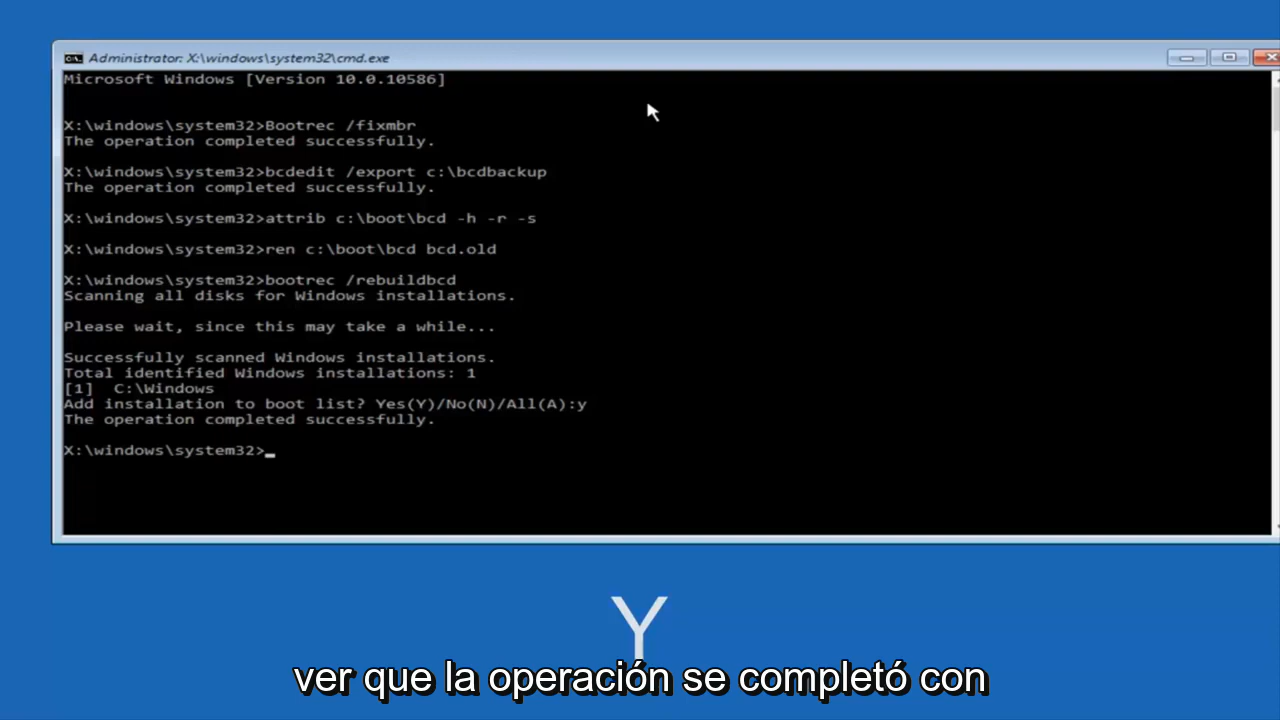 Administrator: X:\windows\system32\cmd.exe
Microsoft Windows [Version 10.0.10586]
X:\windows\system32>Bootrec /fixmbr
The operation completed successfully.
X:\windows\system32>bcdedit /export c:\bcdbackup
The operation completed successfully.
X:\windows\system32>attrib c:\boot\bcd -h -r -s
X:\windows\system32>ren c:\boot\bcd bcd.old
X:\windows\system32>bootrec /rebuildbcd
Scanning all disks for Windows installations.
Please wait, since this may take a while...
Successfully scanned Windows installations.
Total identified Windows installations: 1
[1]  C:\Windows
Add installation to boot list? Yes(Y)/No(N)/All(A):y
The operation completed successfully.
X:\windows\system32>_
Y
ver que la operación se completó con